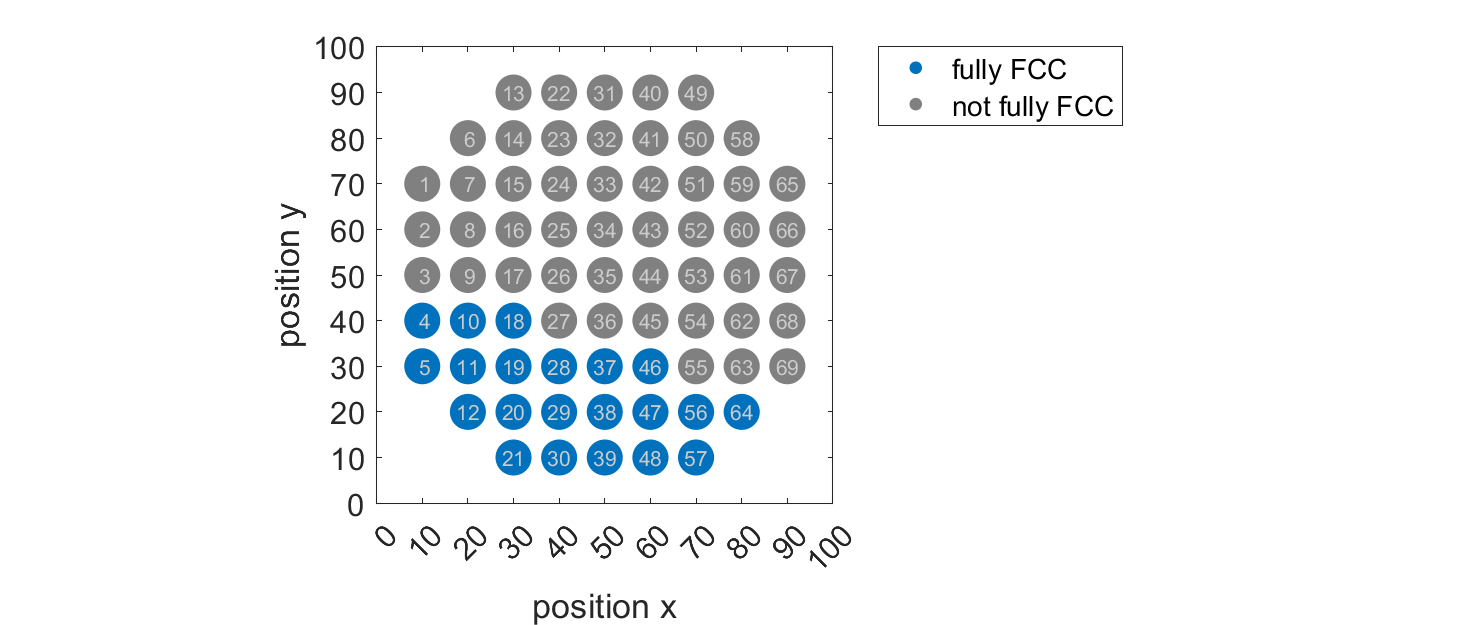 100
90
80
70
60
50
40
30
20
10
0
position y
13 22 31 40 49
6 14 23 32 41 50 58
1 7 15 24 33 42 51 59 65
2 8 16 25 34 43 52 60 66
3 9 17 26 35 44 53 61 67
4 10 18 27 36 45 54 62 68
5 11 19 28 37 46 55 63 69
12 20 29 38 47 56 64
21 30 39 48 57
0 10 20 30 40 50 60 70 80 90 100
position x
fully FCC
not fully FCC